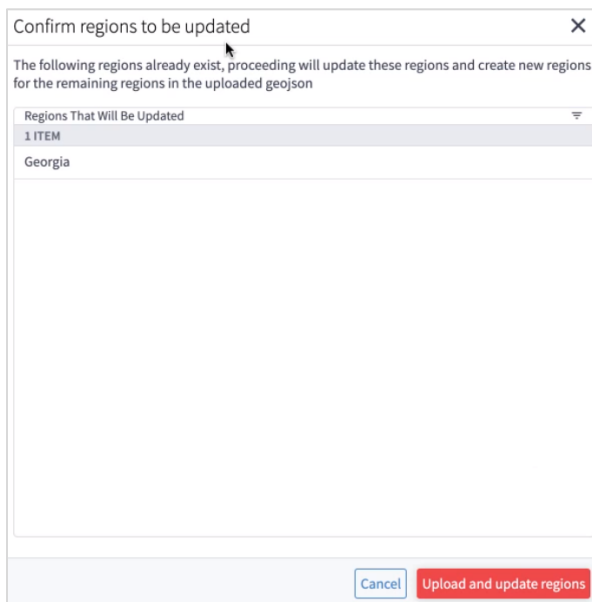 Confirm regions to be updated
The following regions already exist, proceeding will update these regions and create new regions
for the remaining regions in the uploaded geojson
Regions That Will Be Updated
1 ITEM
Georgia
Cancel
Upload and update regions